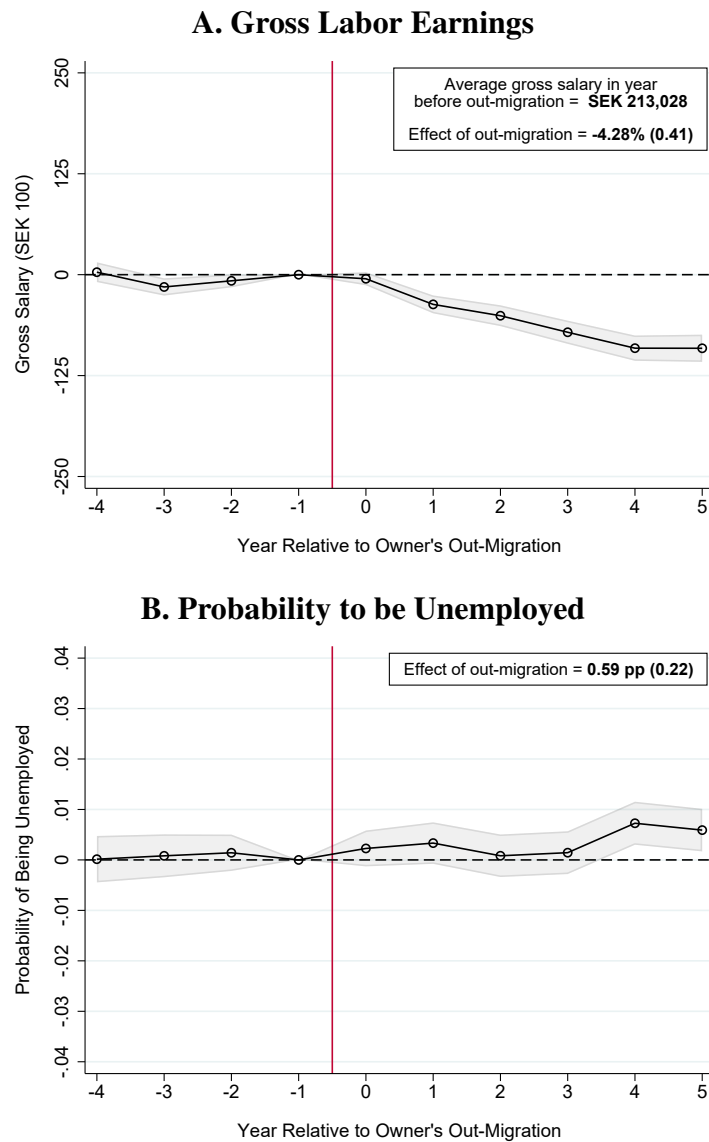 A. Gross Labor Earnings
250
125
0
-125
-250
Gross Salary (SEK 100)
Average gross salary in year
before out-migration = SEK 213,028
Effect of out-migration = -4.28% (0.41)
-4 -3 -2 -1 0 1 2 3 4 5
Year Relative to Owner's Out-Migration
B. Probability to be Unemployed
.04
.03
.02
.01
0
-.01
-.02
-.03
-.04
Probability of Being Unemployed
Effect of out-migration = 0.59 pp (0.22)
-4 -3 -2 -1 0 1 2 3 4 5
Year Relative to Owner's Out-Migration